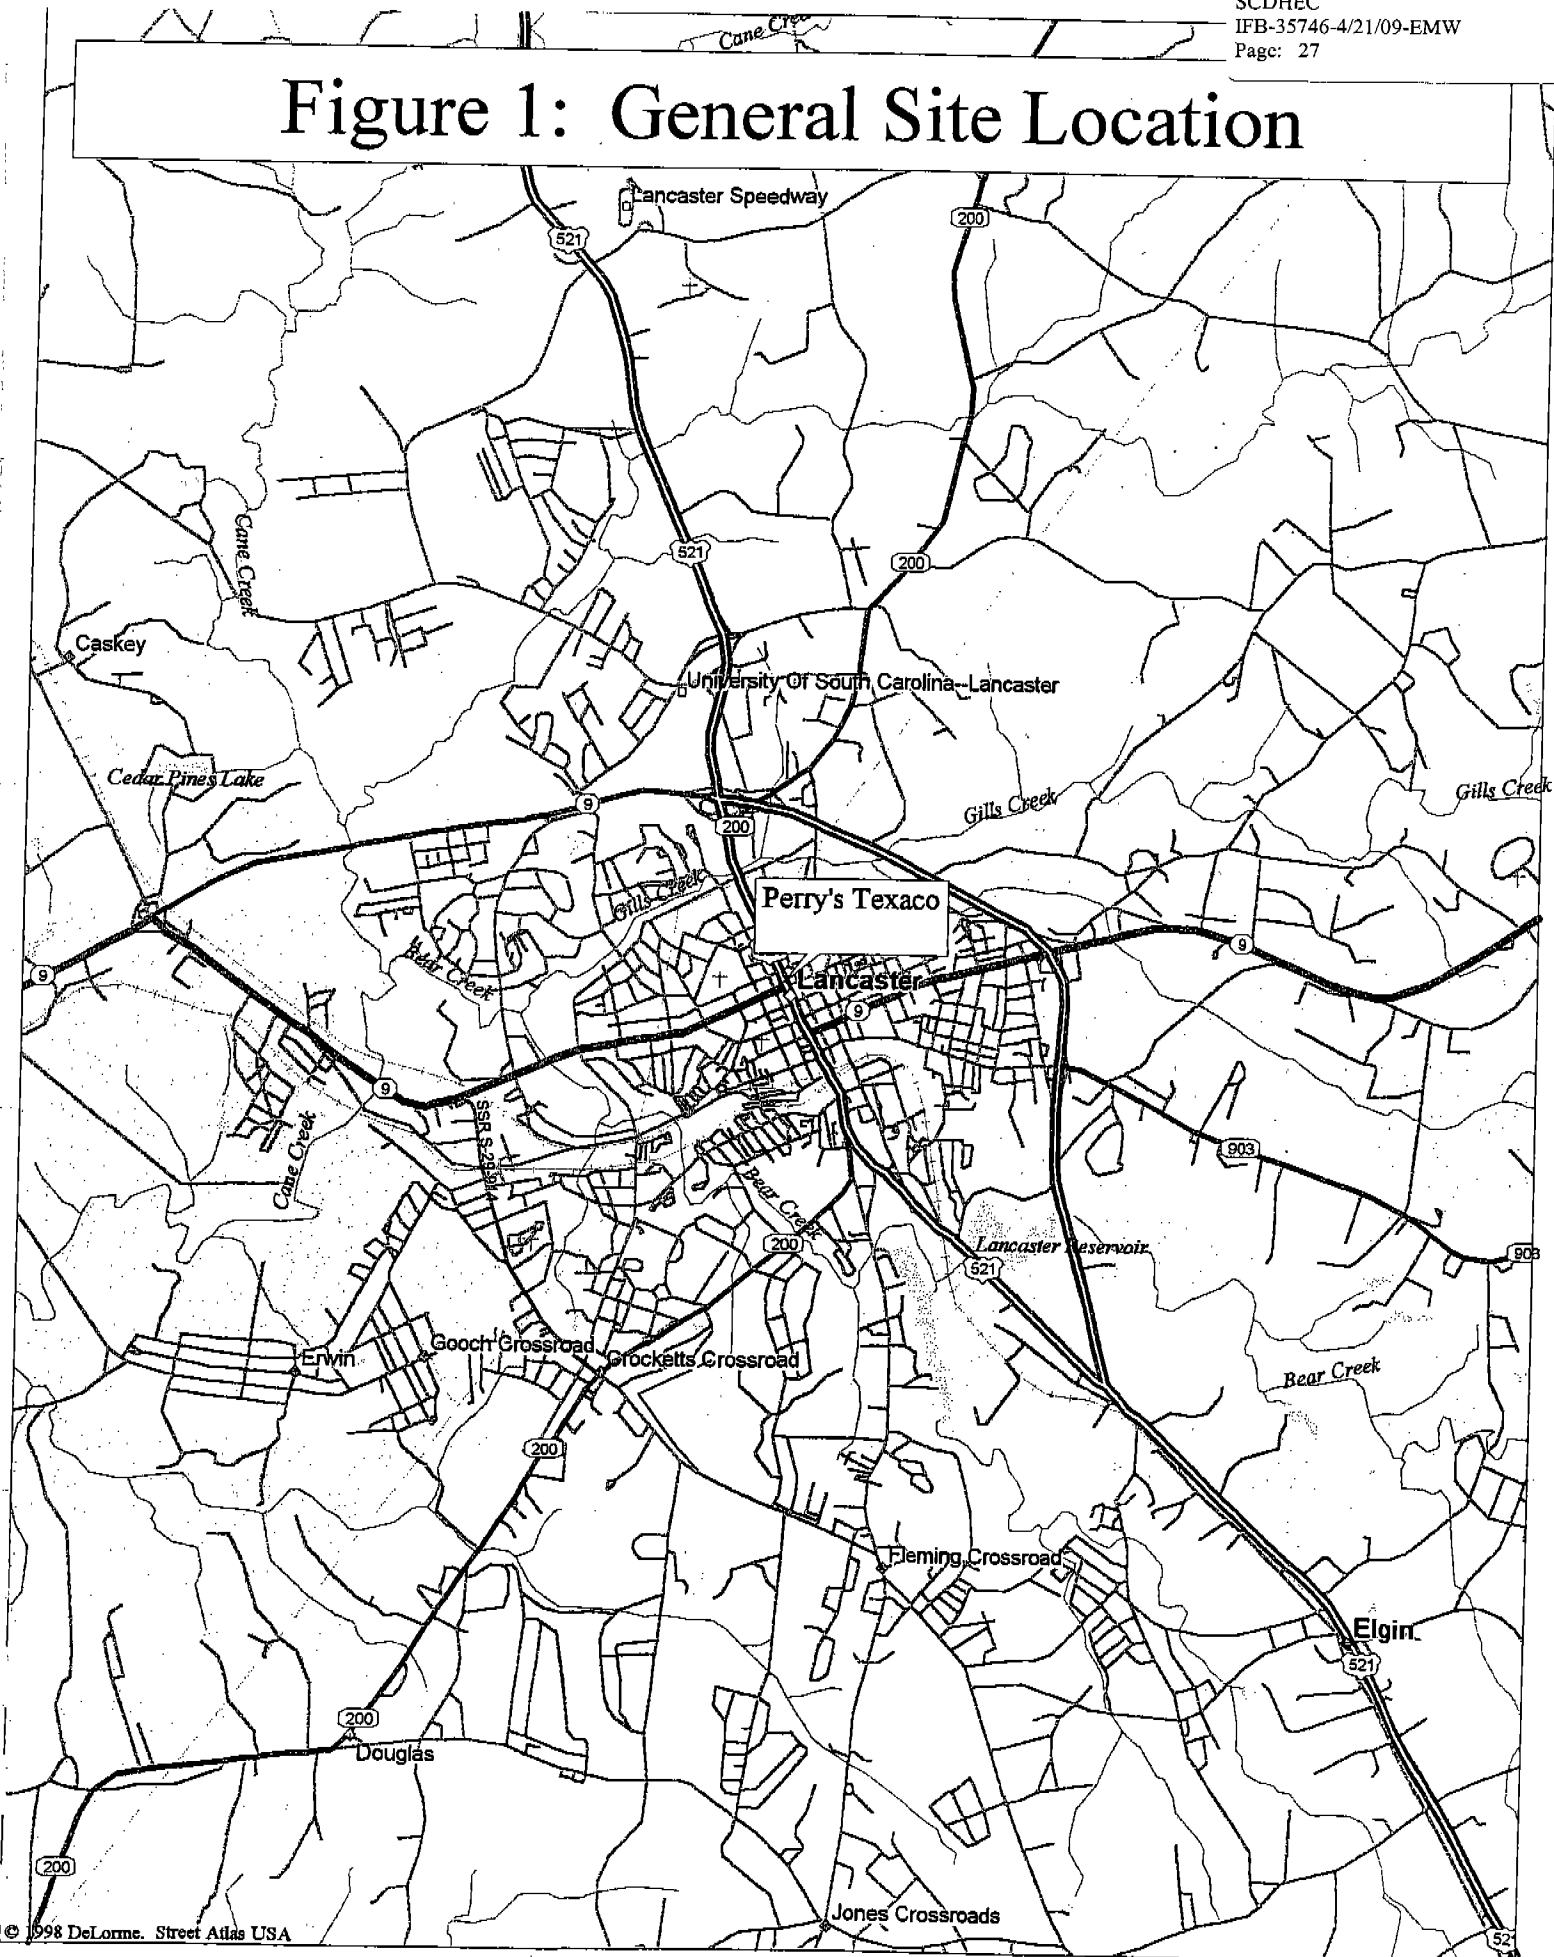 SCDHEC
IFB-35746-4/21/09-EMW
Page: 27
Cane Creek
Figure 1: General Site Location
Lancaster Speedway
200
521
Cane Creek
521
200
Caskey
University Of South Carolina--Lancaster
Cedar Pines Lake
Gills Creek
Gills Creek
9
200
Gills Creek
Perry's Texaco
Bear Creek
9
9
Lancaster
9
9
SSR S-29-914
Cane Creek
903
Bear Creek
200
Lancaster Reservoir
521
903
Erwin
Gooch Crossroad
Crocketts Crossroad
Bear Creek
200
Fleming Crossroad
Elgin
521
200
Douglas
200
Jones Crossroads
© 1998 DeLorme. Street Atlas USA
521